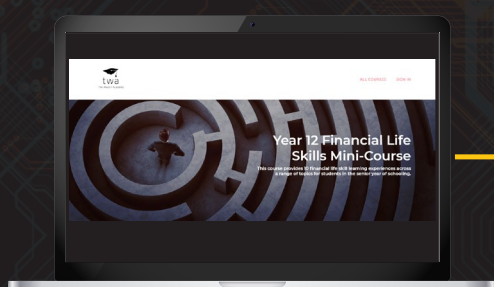 twa
ALL COURSES SIGN IN
Year 12 Financial Life
Skills Mini-Course
This course provides 10 financial life skill learning experiences across
a range of topics for students in the senior year of schooling.